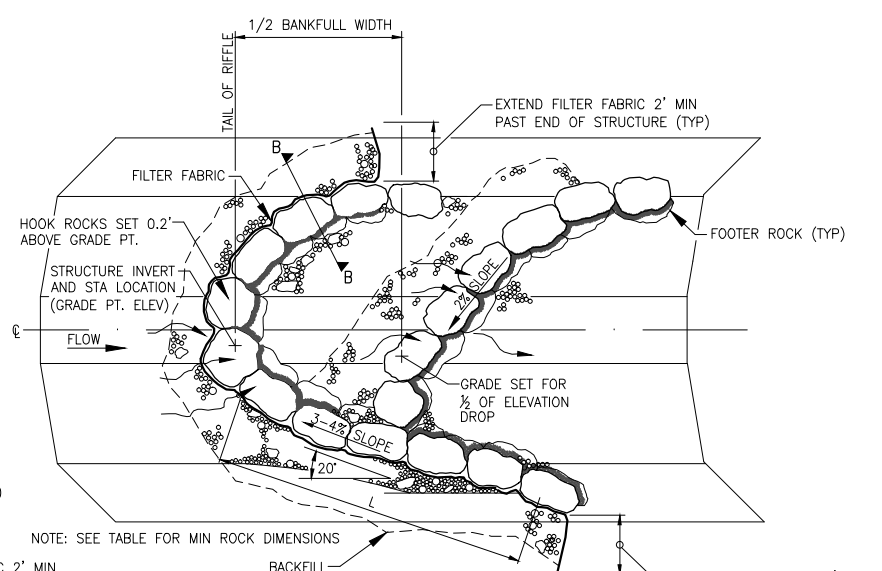 1/2 BANKFULL WIDTH
TAIL OF RIFFLE
EXTEND FILTER FABRIC 2' MIN
PAST END OF STRUCTURE (TYP)
B
FILTER FABRIC
HOOK ROCKS SET 0.2'
ABOVE GRADE PT.
FOOTER ROCK (TYP)
B
STRUCTURE INVERT
AND STA LOCATION
(GRADE PT. ELEV)
2% SLOPE
℄
FLOW
GRADE SET FOR
½ OF ELEVATION
DROP
3-4% SLOPE
20°
L
NOTE: SEE TABLE FOR MIN ROCK DIMENSIONS
C 2' MIN
BACKFILL